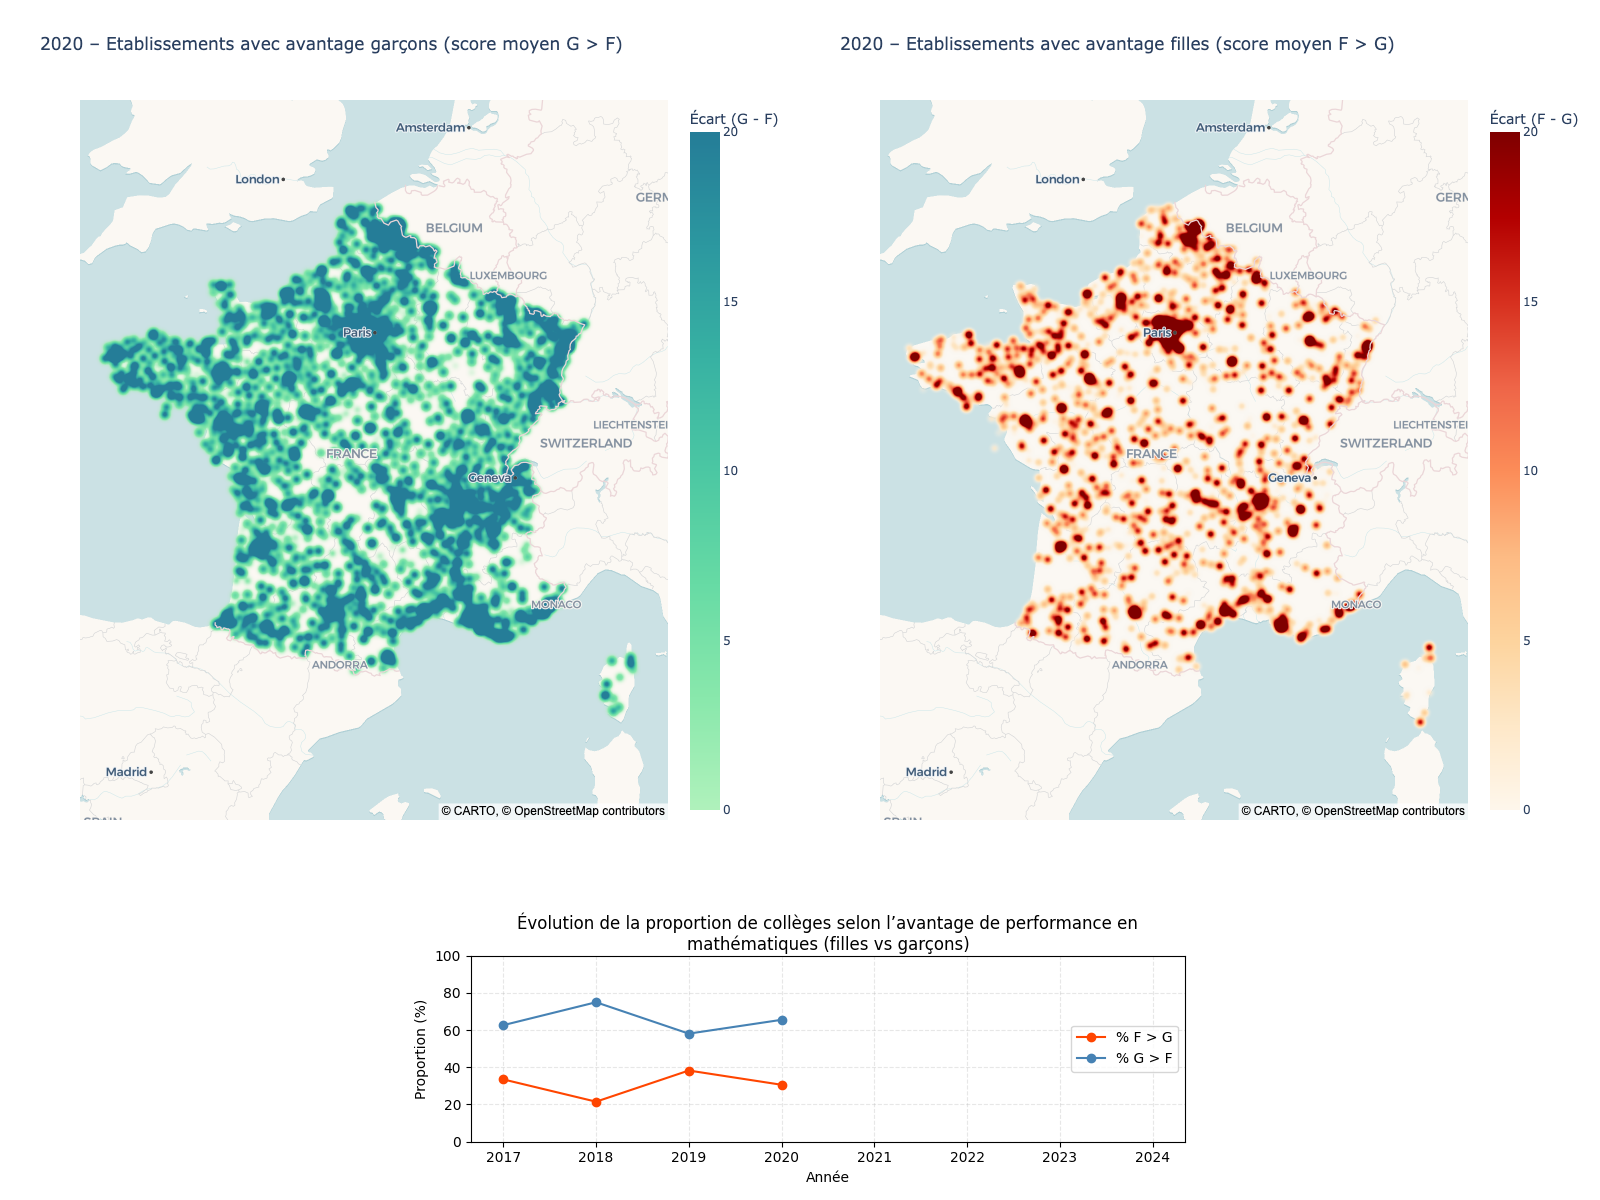 2020 – Etablissements avec avantage garçons (score moyen G > F)
2020 – Etablissements avec avantage filles (score moyen F > G)
Amsterdam
London
GERM
BELGIUM
LUXEMBOURG
Paris
LIECHTENSTEI
SWITZERLAND
FRANCE
Geneva
MONACO
ANDORRA
Madrid
SPAIN
© CARTO, © OpenStreetMap contributors
Écart (G - F)
20
15
10
5
0
Amsterdam
London
GERM
BELGIUM
LUXEMBOURG
Paris
LIECHTENSTEI
SWITZERLAND
FRANCE
Geneva
MONACO
ANDORRA
Madrid
SPAIN
© CARTO, © OpenStreetMap contributors
Écart (F - G)
20
15
10
5
0
Évolution de la proportion de collèges selon l’avantage de performance en
mathématiques (filles vs garçons)
Proportion (%)
100
80
60
40
20
0
% F > G
% G > F
2017 2018 2019 2020 2021 2022 2023 2024
Année